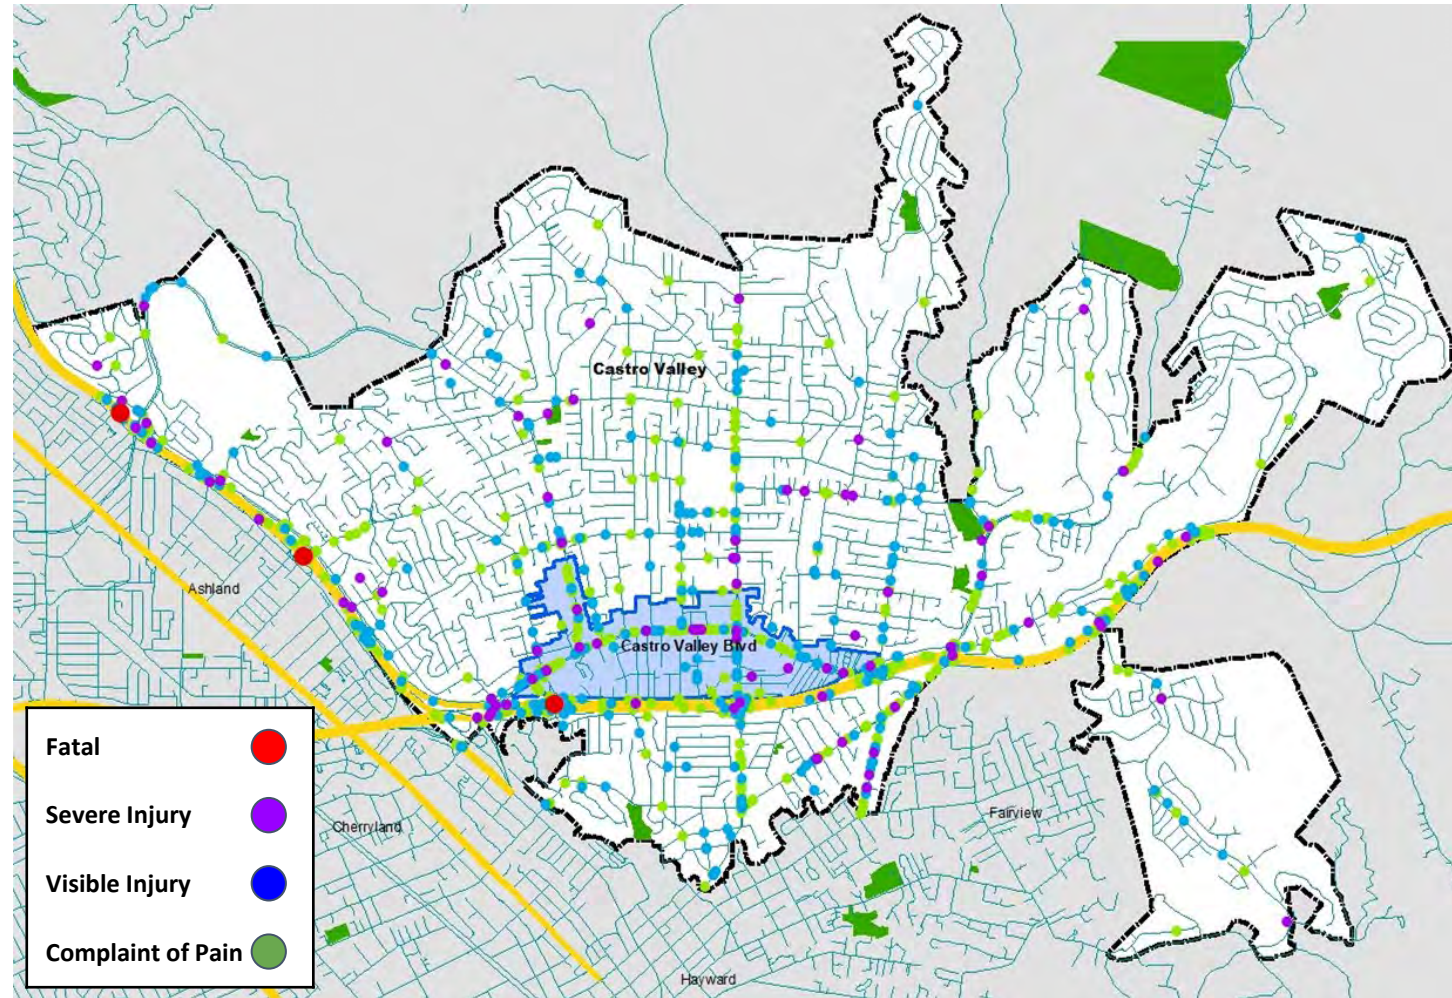 Castro Valley
Ashland
Castro Valley Blvd
Fatal
Severe Injury
Visible Injury
Complaint of Pain
Cherryland
Fairview
Hayward